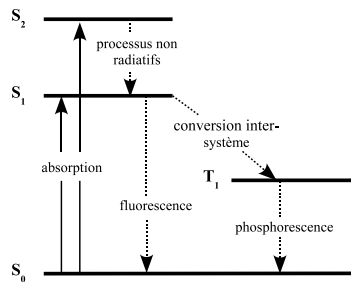 S2
processus non
radiatifs
S1
conversion inter-
système
absorption
T1
fluorescence
phosphorescence
S0